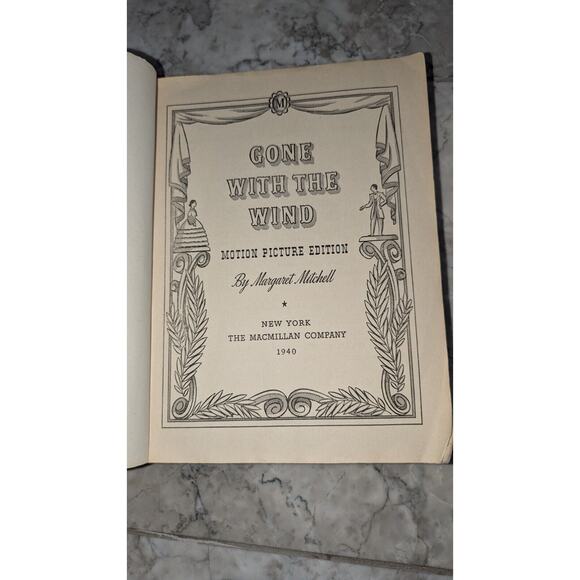 M
GONE
WITH THE
WIND
MOTION PICTURE EDITION
By Margaret Mitchell
★
NEW YORK
THE MACMILLAN COMPANY
1940